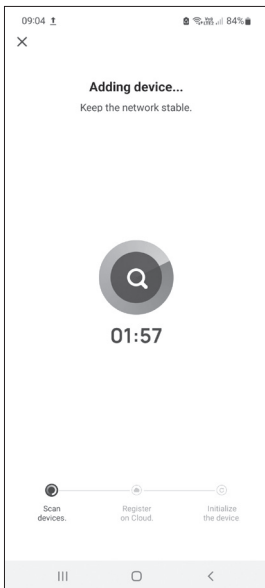 09:04 84%
Adding device...
Keep the network stable.
01:57
Scan
devices.
Register
on Cloud.
Initialize
the device